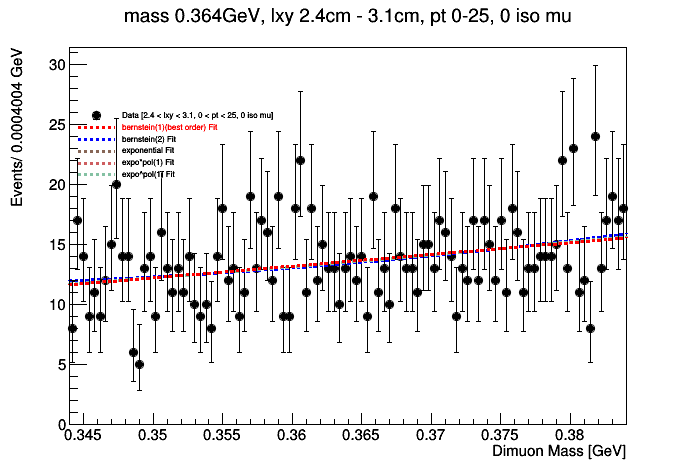 mass 0.364GeV, lxy 2.4cm - 3.1cm, pt 0-25, 0 iso mu
Events/ 0.0004004 GeV
30
25
20
15
10
5
0
Data [2.4 < lxy < 3.1, 0 < pt < 25, 0 iso mu]
bernstein(1)(best order) Fit
bernstein(2) Fit
exponential Fit
expo*pol(1) Fit
expo^pol(1) Fit
0.345 0.35 0.355 0.36 0.365 0.37 0.375 0.38
Dimuon Mass [GeV]